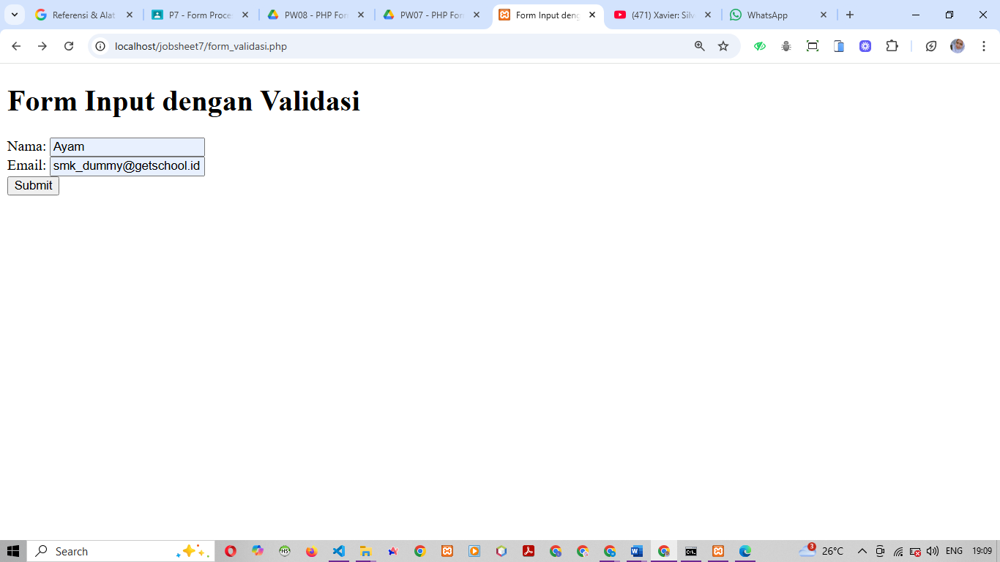 Referensi & Alat
P7 - Form Proce
PW08 - PHP For
PW07 - PHP For
Form Input deng
(471) Xavier: Silv
WhatsApp
localhost/jobsheet7/form_validasi.php
Form Input dengan Validasi
Nama: Ayam
Email: smk_dummy@getschool.id
Submit
Search
HS
3
26°C
ENG
19:09